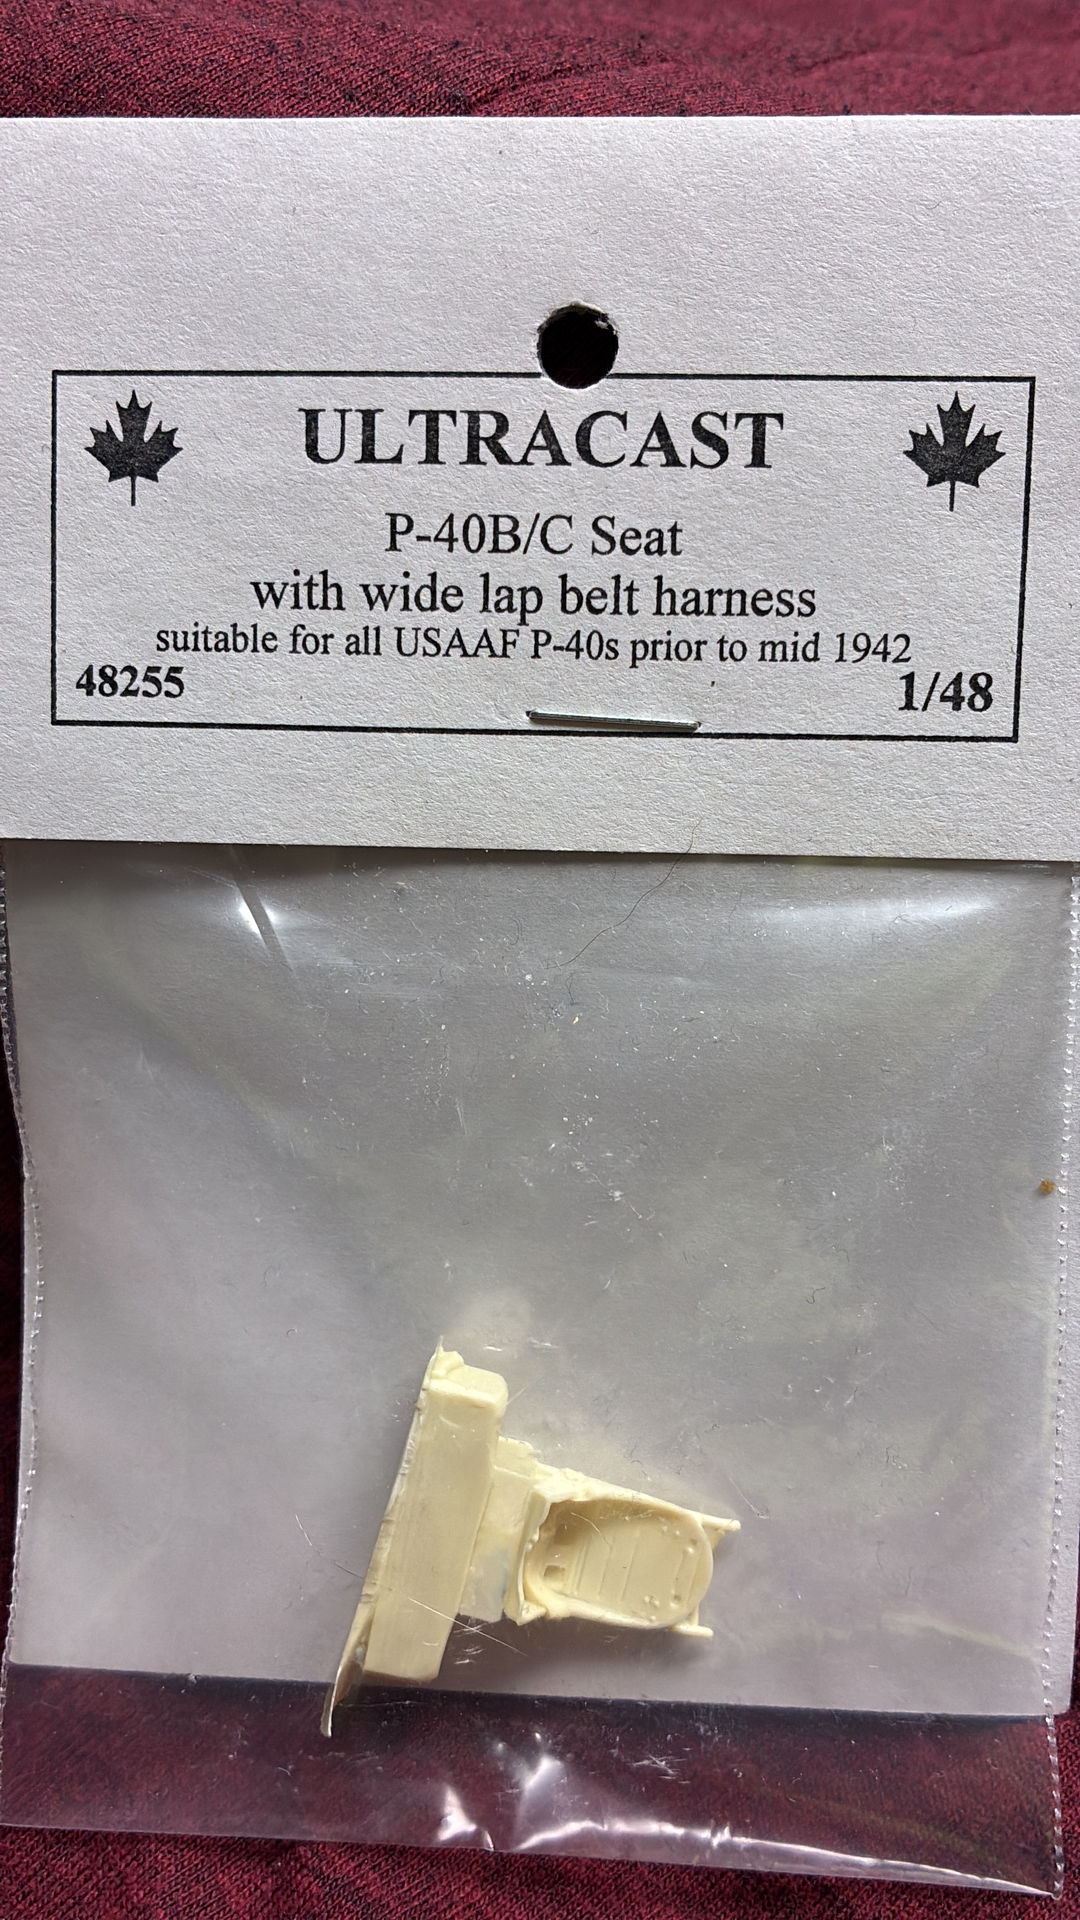 ULTRACAST
P-40B/C Seat
with wide lap belt harness
suitable for all USAAF P-40s prior to mid 1942
48255
1/48